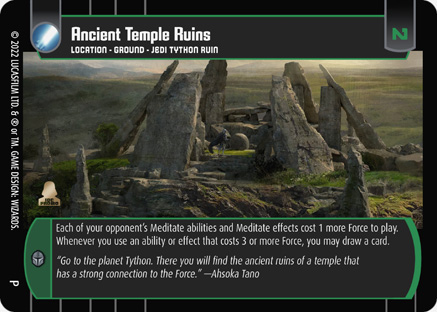 Ancient Temple Ruins
LOCATION - GROUND - JEDI TYTHON RUIN
N
© 2022 LUCASFILM LTD. & ® or TM. GAME DESIGN: WIZARDS.
Each of your opponent's Meditate abilities and Meditate effects cost 1 more Force to play.
Whenever you use an ability or effect that costs 3 or more Force, you may draw a card.
"Go to the planet Tython. There you will find the ancient ruins of a temple that
has a strong connection to the Force." —Ahsoka Tano
P